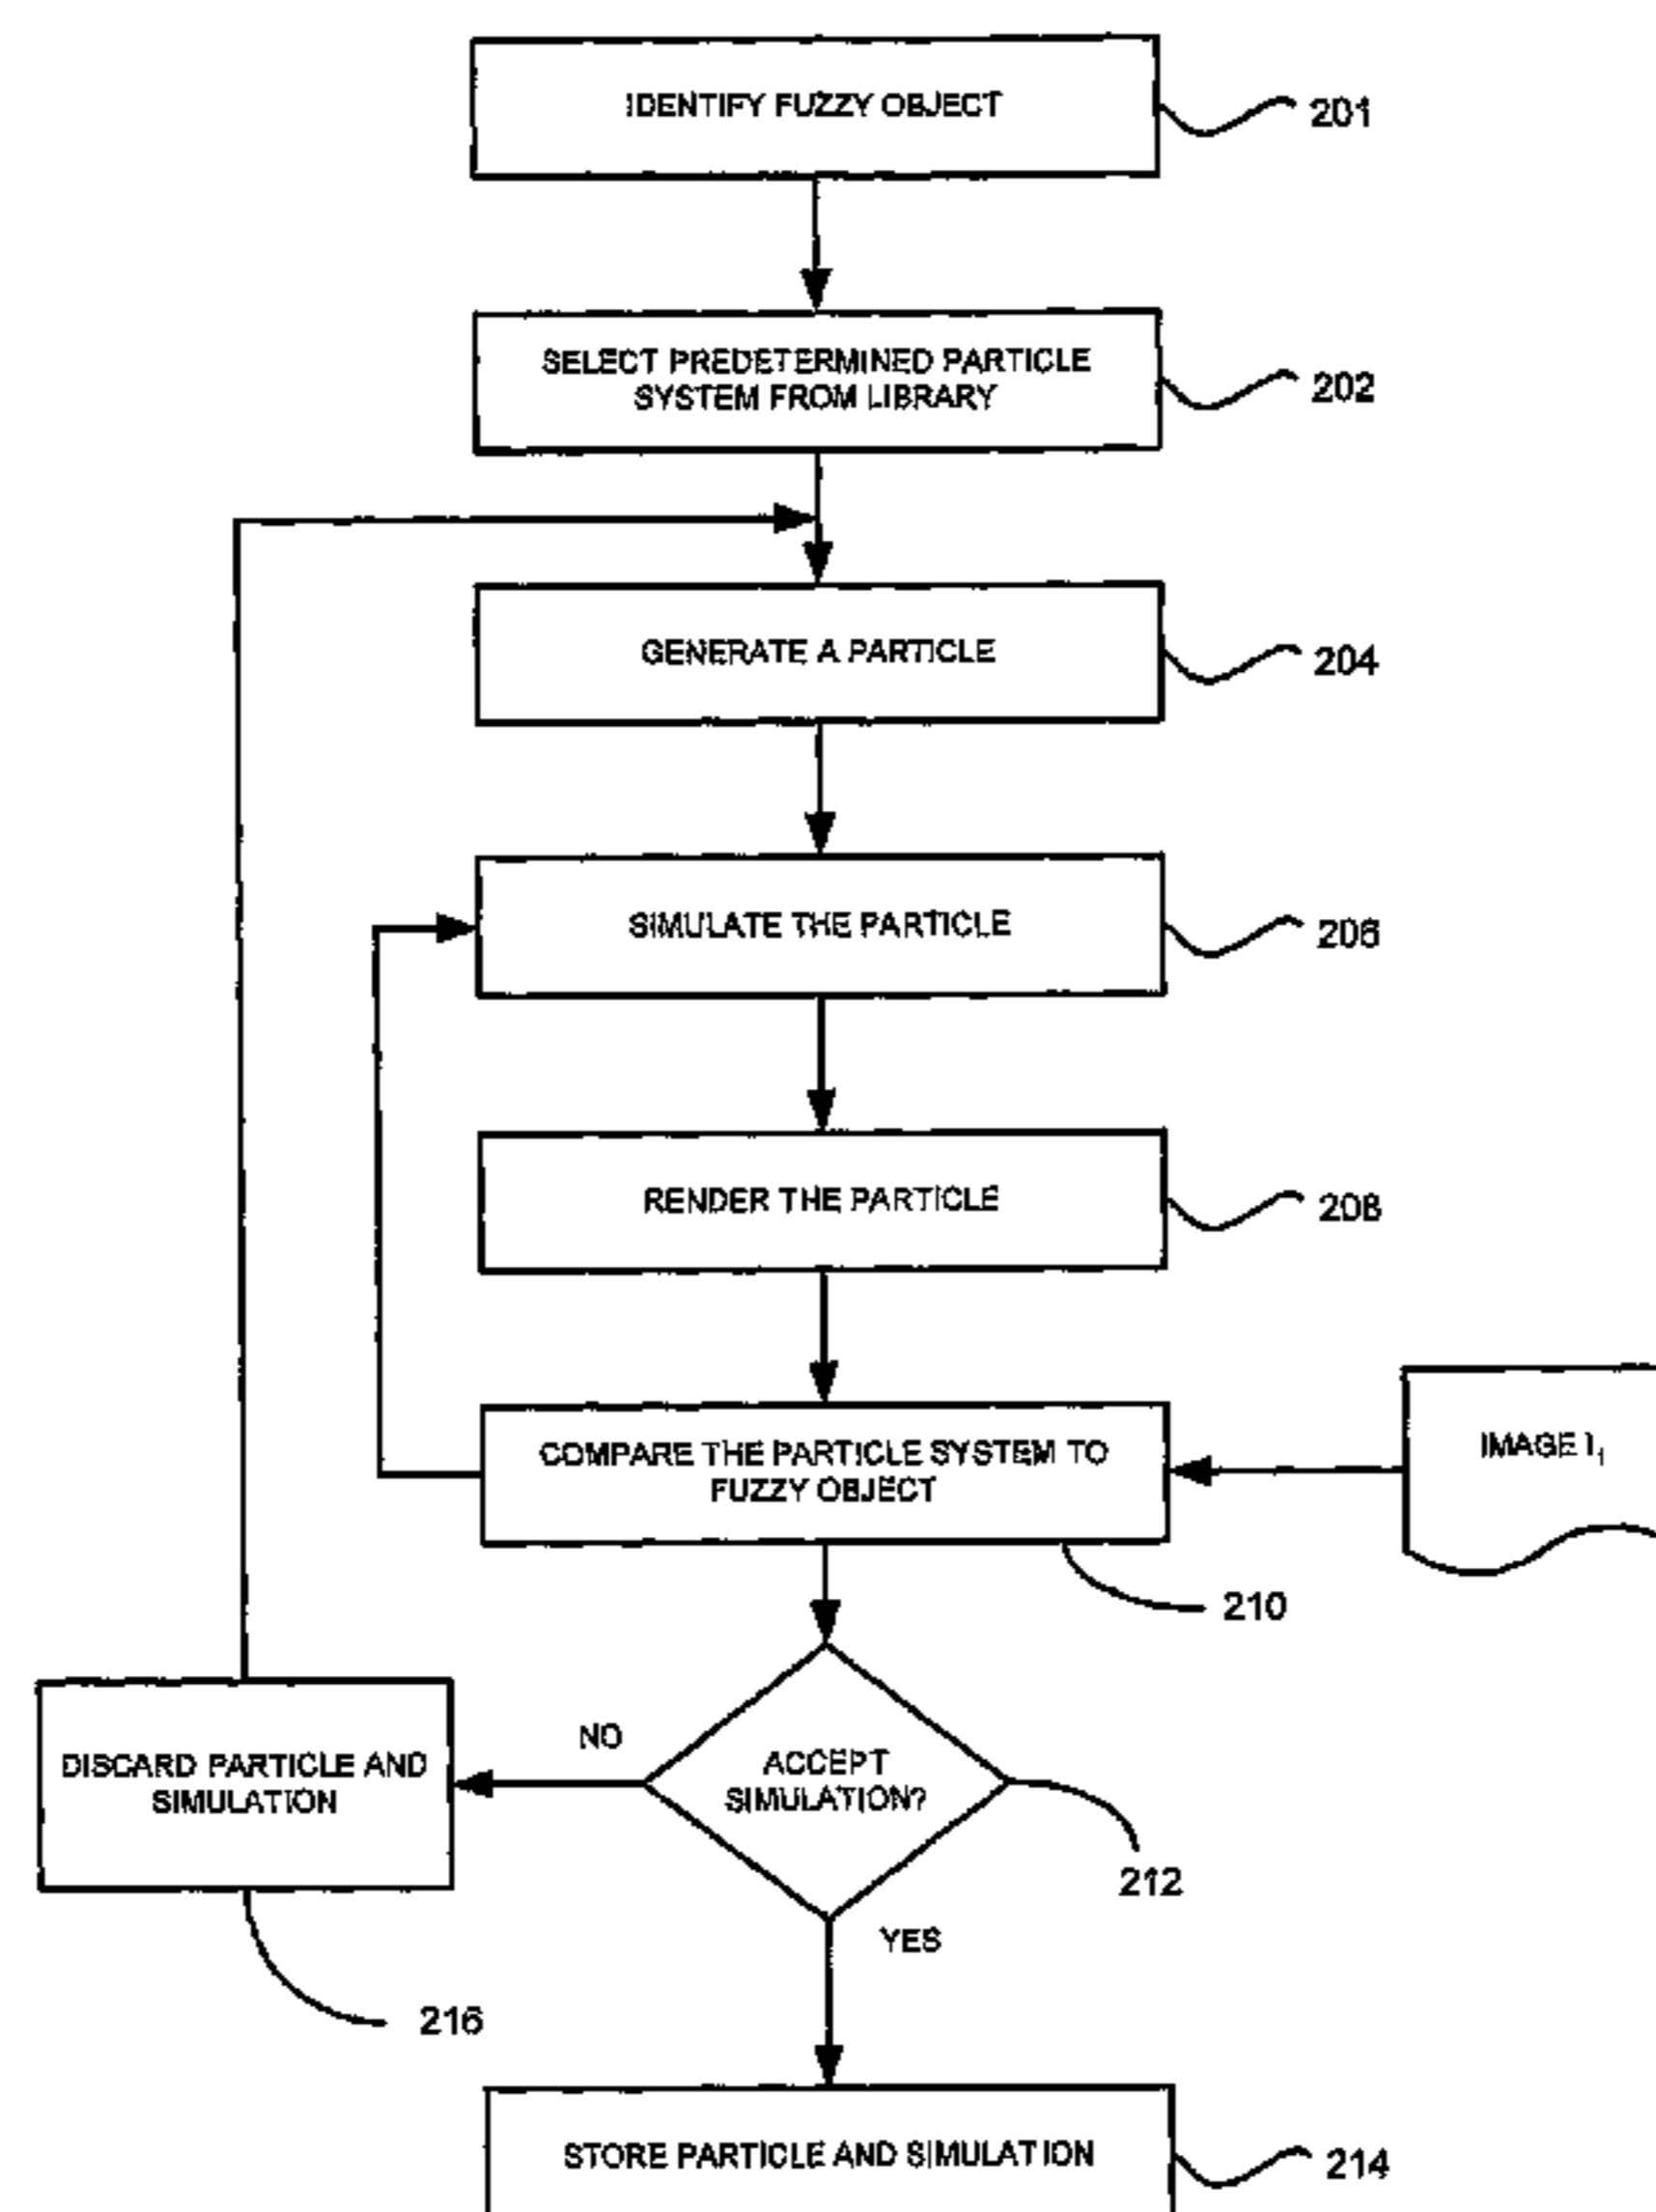 IDENTIFY FUZZY OBJECT
201
SELECT PREDETERMINED PARTICLE
SYSTEM FROM LIBRARY
202
GENERATE A PARTICLE
204
SIMULATE THE PARTICLE
206
RENDER THE PARTICLE
208
COMPARE THE PARTICLE SYSTEM TO
FUZZY OBJECT
IMAGE I₁
210
NO
ACCEPT
SIMULATION?
DISCARD PARTICLE AND
SIMULATION
212
YES
216
STORE PARTICLE AND SIMULATION
214